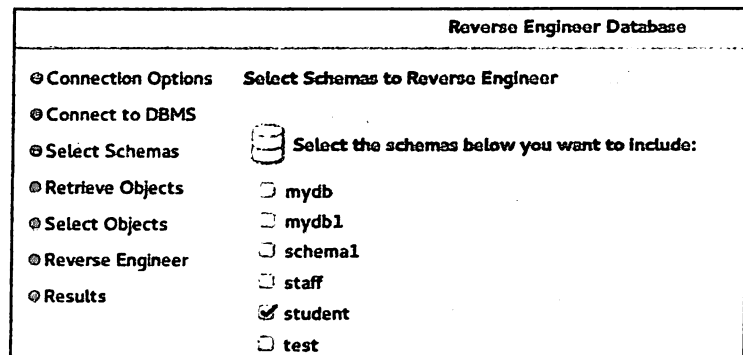 Reverse Engineer Database
Connection Options
Connect to DBMS
Select Schemas
Retrieve Objects
Select Objects
Reverse Engineer
Results
Select Schemas to Reverse Engineer
Select the schemas below you want to include:
mydb
mydb1
schema1
staff
student
test